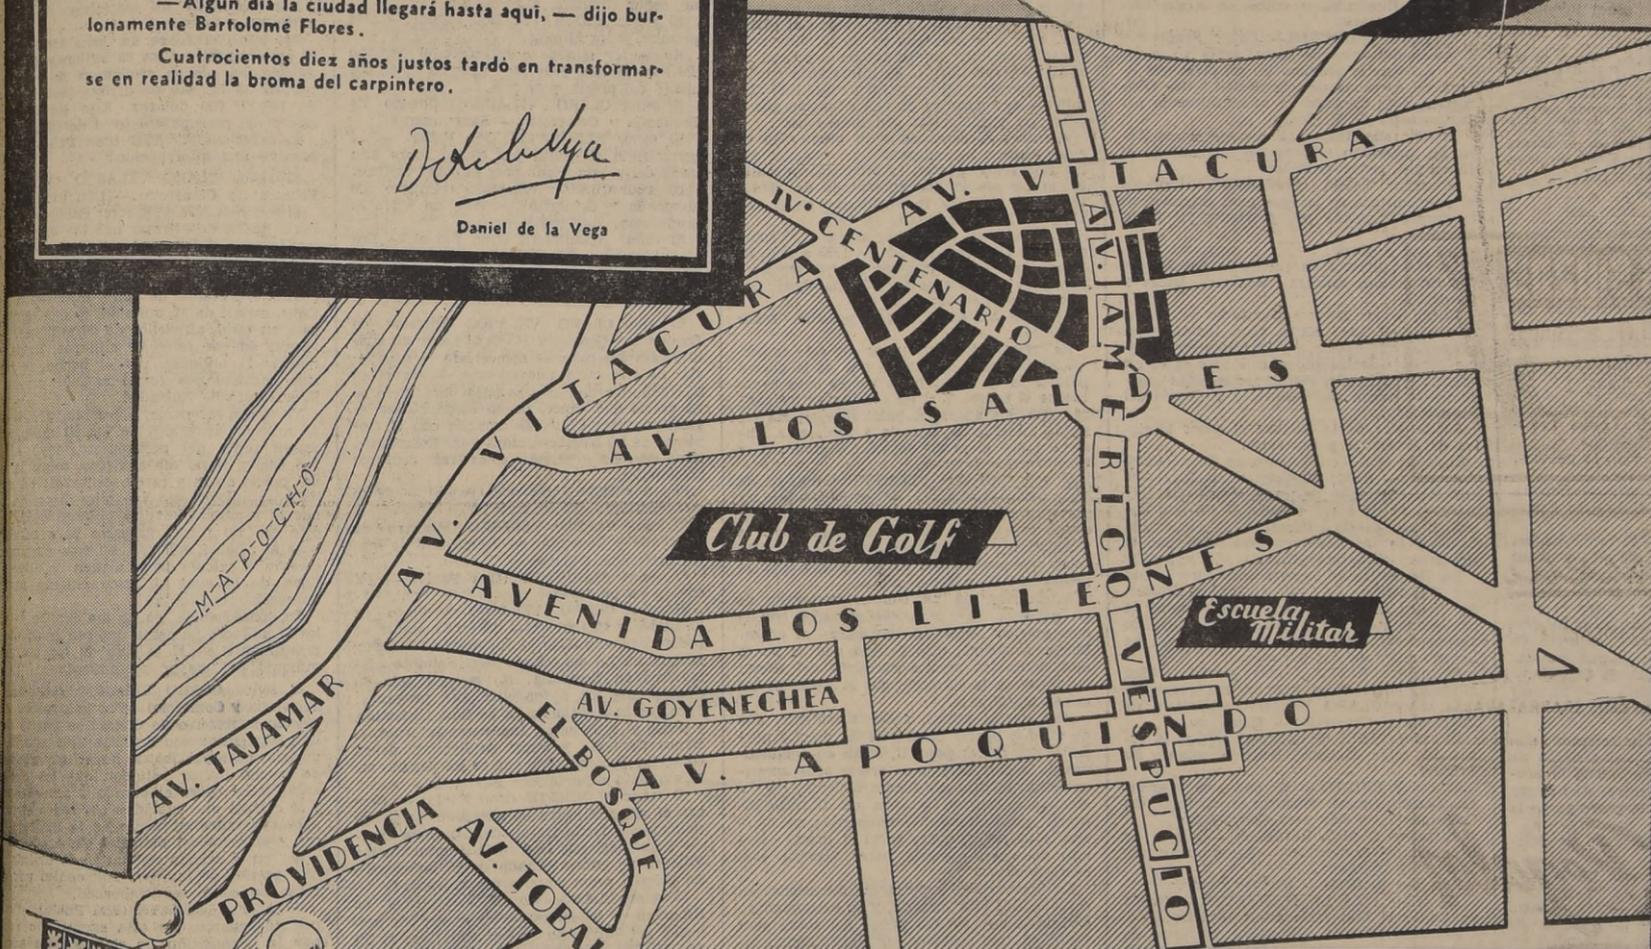 —Algún día la ciudad llegará hasta aquí, — dijo bur-
lonamente Bartolomé Flores.
Cuatrocientos diez años justos tardó en transformar-
se en realidad la broma del carpintero.
Daniel de la Vega
IVº CENTENARIO
AV. VITACURA
AV. VITACURA
AV. AMERICO VESPUCIO
AV. LOS SALDES
MAPOCHO
Club de Golf
AVENIDA LOS LILENES
Escuela
Militar
AV. GOYENECHEA
EL BOSQUE
AV. APOQUINDO
AV. TAJAMAR
PROVIDENCIA
AV. TOBAL